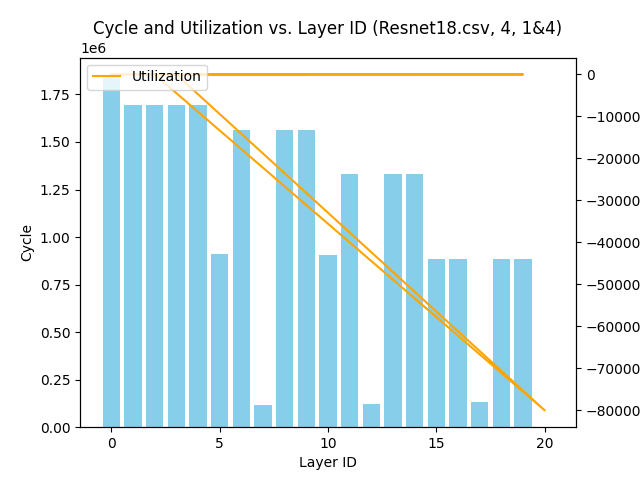 Cycle and Utilization vs. Layer ID (Resnet18.csv, 4, 1&4)
1e6
Utilization
1.75
1.50
1.25
1.00
0.75
0.50
0.25
0.00
Cycle
0
−10000
−20000
−30000
−40000
−50000
−60000
−70000
−80000
0 5 10 15 20
Layer ID